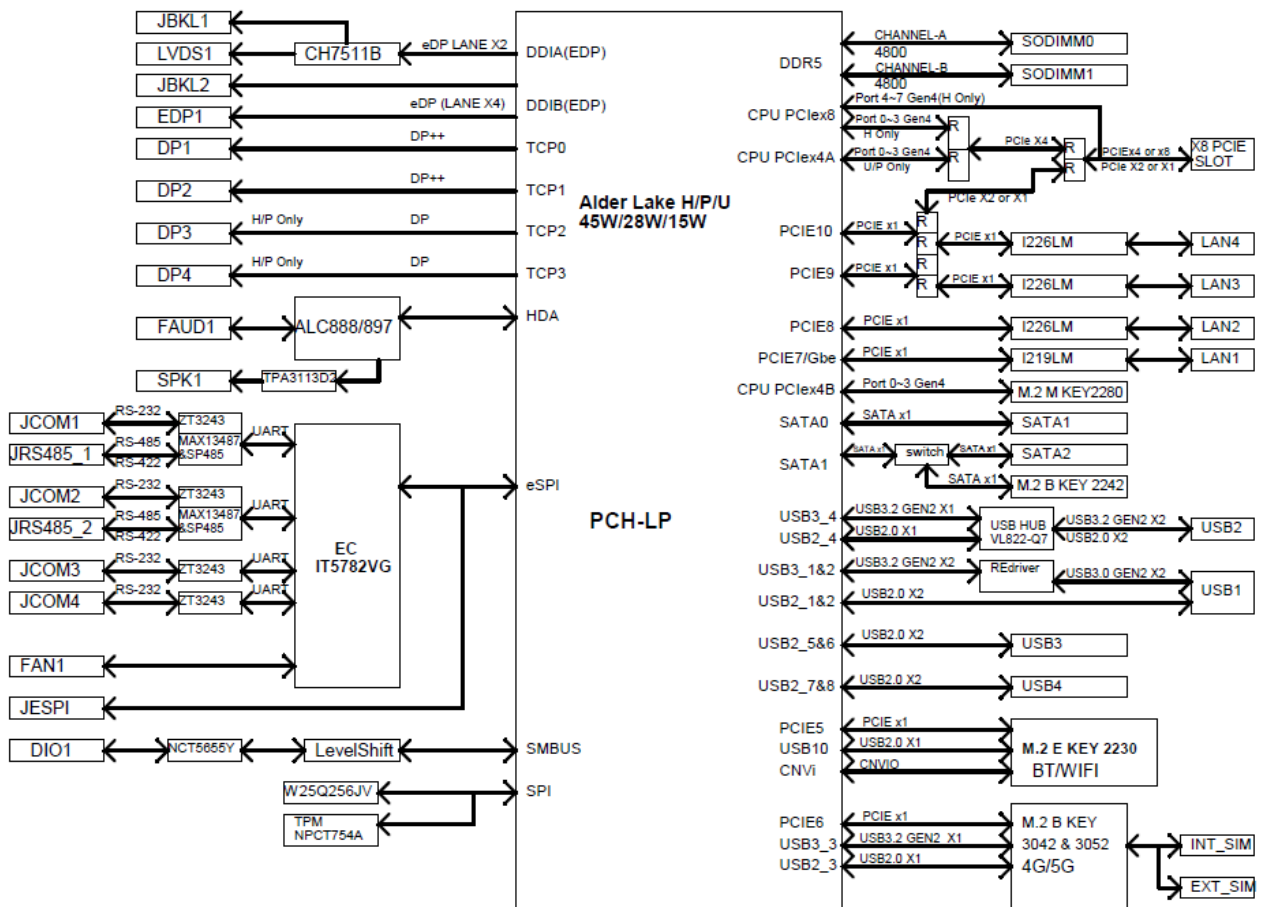 JBKL1
LVDS1
CH7511B
eDP LANE X2
DDIA(EDP)
JBKL2
EDP1
eDP (LANE X4)
DDIB(EDP)
DP1
DP++
TCP0
DP2
DP++
TCP1
DP3
H/P Only
DP
TCP2
DP4
H/P Only
DP
TCP3
FAUD1
ALC888/897
HDA
SPK1
TPA3113D2
JCOM1
RS-232
ZT3243
JRS485_1
RS-485
RS-422
MAX13487
&SP485
UART
JCOM2
RS-232
ZT3243
JRS485_2
RS-485
RS-422
MAX13487
&SP485
UART
JCOM3
RS-232
ZT3243
UART
JCOM4
RS-232
ZT3243
UART
EC
IT5782VG
eSPI
FAN1
JESPI
DIO1
NCT5655Y
LevelShift
SMBUS
W25Q256JV
SPI
TPM
NPCT754A
Alder Lake H/P/U
45W/28W/15W
PCH-LP
DDR5
CHANNEL-A
4800
SODIMM0
CHANNEL-B
4800
SODIMM1
CPU PCIex8
Port 4~7 Gen4(H Only)
Port 0~3 Gen4
H Only
R
CPU PCIex4A
Port 0~3 Gen4
U/P Only
R
PCIe X4
R
R
PCIEx4 or x8
PCIe X2 or X1
X8 PCIE
SLOT
PCIe X2 or X1
PCIE10
PCIE x1
R
R
PCIE x1
I226LM
LAN4
PCIE9
PCIE x1
R
R
PCIE x1
I226LM
LAN3
PCIE8
PCIE x1
I226LM
LAN2
PCIE7/Gbe
PCIE x1
I219LM
LAN1
CPU PCIex4B
Port 0~3 Gen4
M.2 M KEY2280
SATA0
SATA x1
SATA1
SATA1
SATA x1
switch
SATA x1
SATA2
SATA x1
M.2 B KEY 2242
USB3_4
USB3.2 GEN2 X1
USB2_4
USB2.0 X1
USB HUB
VL822-Q7
USB3.2 GEN2 X2
USB2.0 X2
USB2
USB3_1&2
USB3.2 GEN2 X2
REdriver
USB3.0 GEN2 X2
USB1
USB2_1&2
USB2.0 X2
USB2_5&6
USB2.0 X2
USB3
USB2_7&8
USB2.0 X2
USB4
PCIE5
PCIE x1
USB10
USB2.0 X1
CNVi
CNVIO
M.2 E KEY 2230
BT/WIFI
PCIE6
PCIE x1
USB3_3
USB3.2 GEN2 X1
USB2_3
USB2.0 X1
M.2 B KEY
3042 & 3052
4G/5G
INT_SIM
EXT_SIM